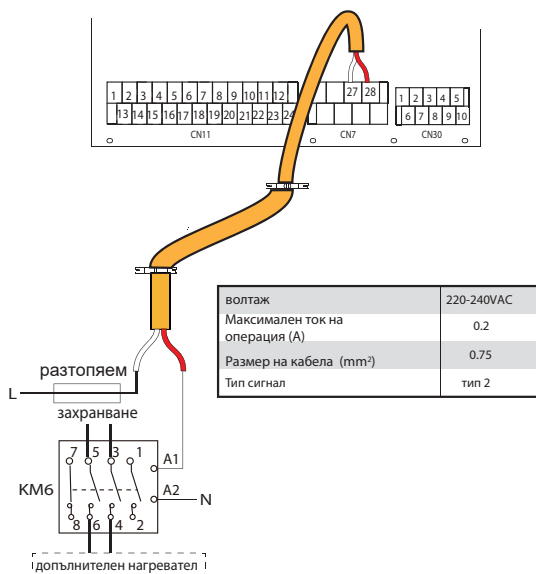 27 28
1 2 3 4 5 6 7 8 9 10 11 12
1 2 3 4 5
13 14 15 16 17 18 19 20 21 22 23 24
6 7 8 9 10
CN11 CN7 CN30
волтаж 220-240VAC
Максимален ток на
операция (A) 0.2
Размер на кабела (mm²) 0.75
Тип сигнал тип 2
разтопяем
L
захранване
7 5 3 1
A1
КМ6
A2
N
8 6 4 2
допълнителен нагревател